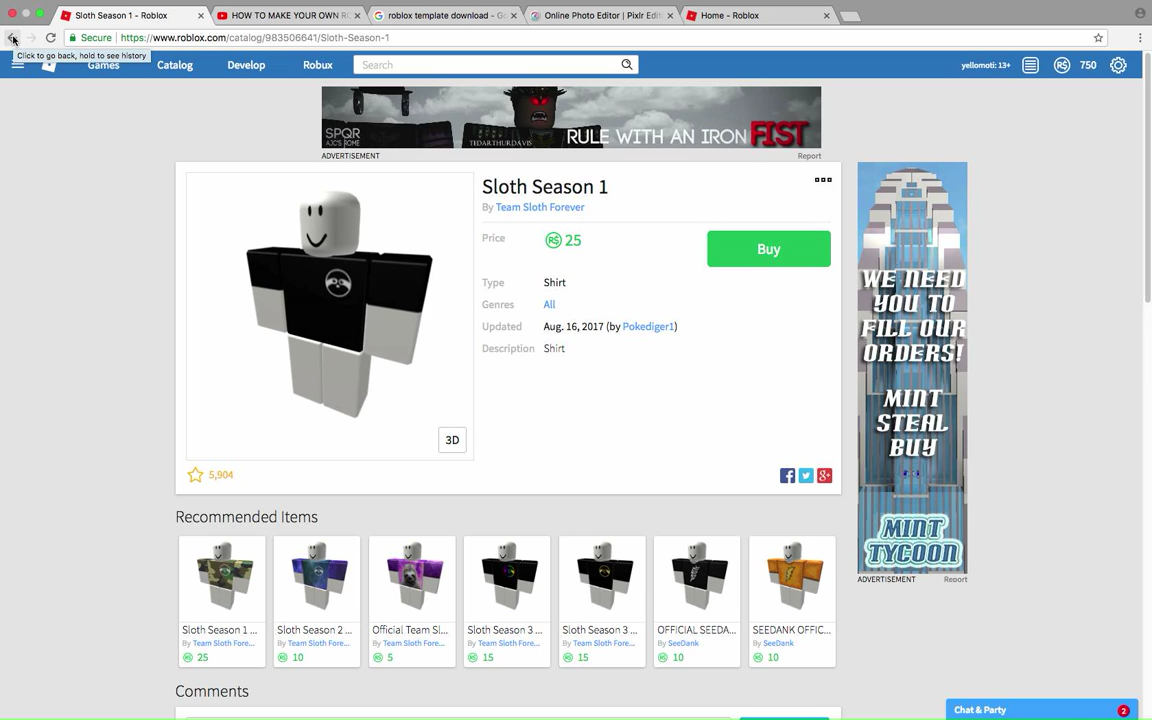 Sloth Season 1 - Roblox
HOW TO MAKE YOUR OWN RO
roblox template download - Go
Online Photo Editor | Pixlr Edit
Home - Roblox
Secure
https://www.roblox.com/catalog/983506641/Sloth-Season-1
Click to go back, hold to see history
Games
Catalog
Develop
Robux
Search
yellomoti: 13+
750
SPQR
AJC'S ROME
TIDARTHURDAVIS
RULE WITH AN IRON FIST
ADVERTISEMENT
Report
Sloth Season 1
By Team Sloth Forever
Price
R$ 25
Buy
Type
Shirt
Genres
All
Updated
Aug. 16, 2017 (by Pokediger1)
Description
Shirt
3D
5,904
WE NEED
YOU TO
FILL OUR
ORDERS!
MINT
STEAL
BUY
MINT
TYCOON
ADVERTISEMENT
Report
Recommended Items
Sloth Season 1 ...
By Team Sloth Fore...
R$ 25
Sloth Season 2 ...
By Team Sloth Fore...
R$ 10
Official Team Sl...
By Team Sloth Fore...
R$ 5
Sloth Season 3 ...
By Team Sloth Fore...
R$ 15
Sloth Season 3 ...
By Team Sloth Fore...
R$ 15
OFFICIAL SEEDA...
By SeeDank
R$ 10
SEEDANK OFFIC...
By SeeDank
R$ 10
Comments
Chat & Party
2